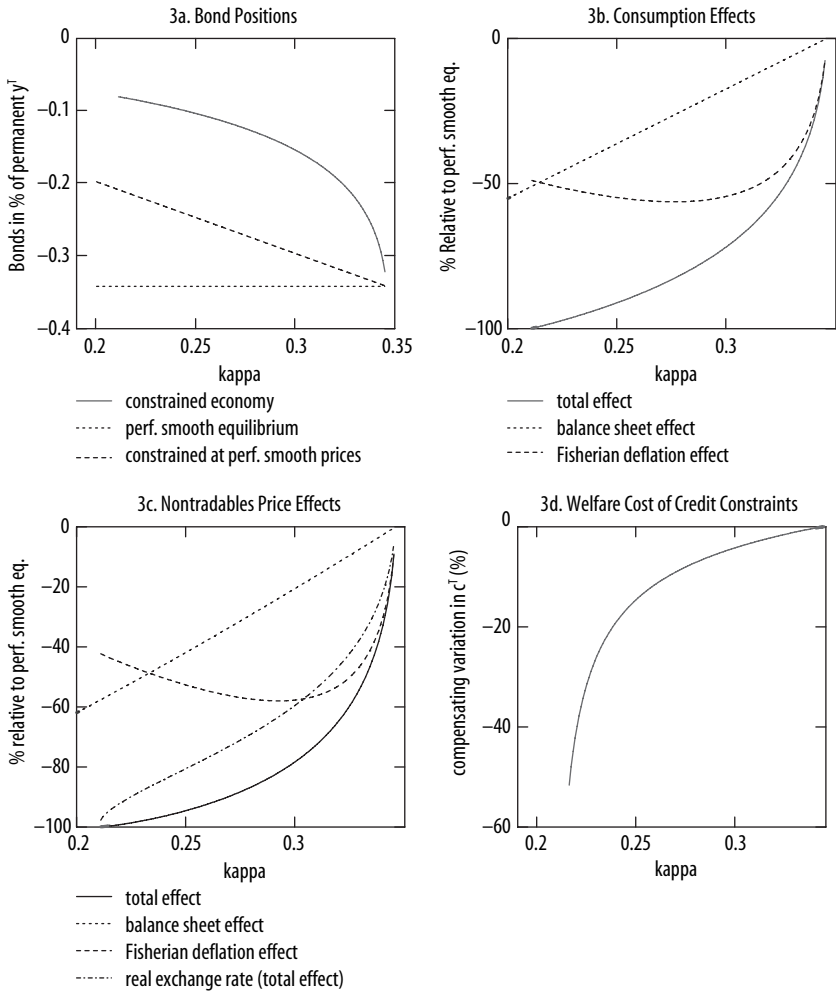 3a. Bond Positions
0
−0.1
−0.2
−0.3
−0.4
Bonds in % of permanent yᵀ
0.2 0.25 0.3 0.35
kappa
constrained economy
perf. smooth equilibrium
constrained at perf. smooth prices
3b. Consumption Effects
0
−50
−100
% Relative to perf. smooth eq.
0.2 0.25 0.3
kappa
total effect
balance sheet effect
Fisherian deflation effect
3c. Nontradables Price Effects
0
−20
−40
−60
−80
−100
% relative to perf. smooth eq.
0.2 0.25 0.3
kappa
total effect
balance sheet effect
Fisherian deflation effect
real exchange rate (total effect)
3d. Welfare Cost of Credit Constraints
0
−20
−40
−60
compensating variation in cᵀ (%)
0.2 0.25 0.3
kappa